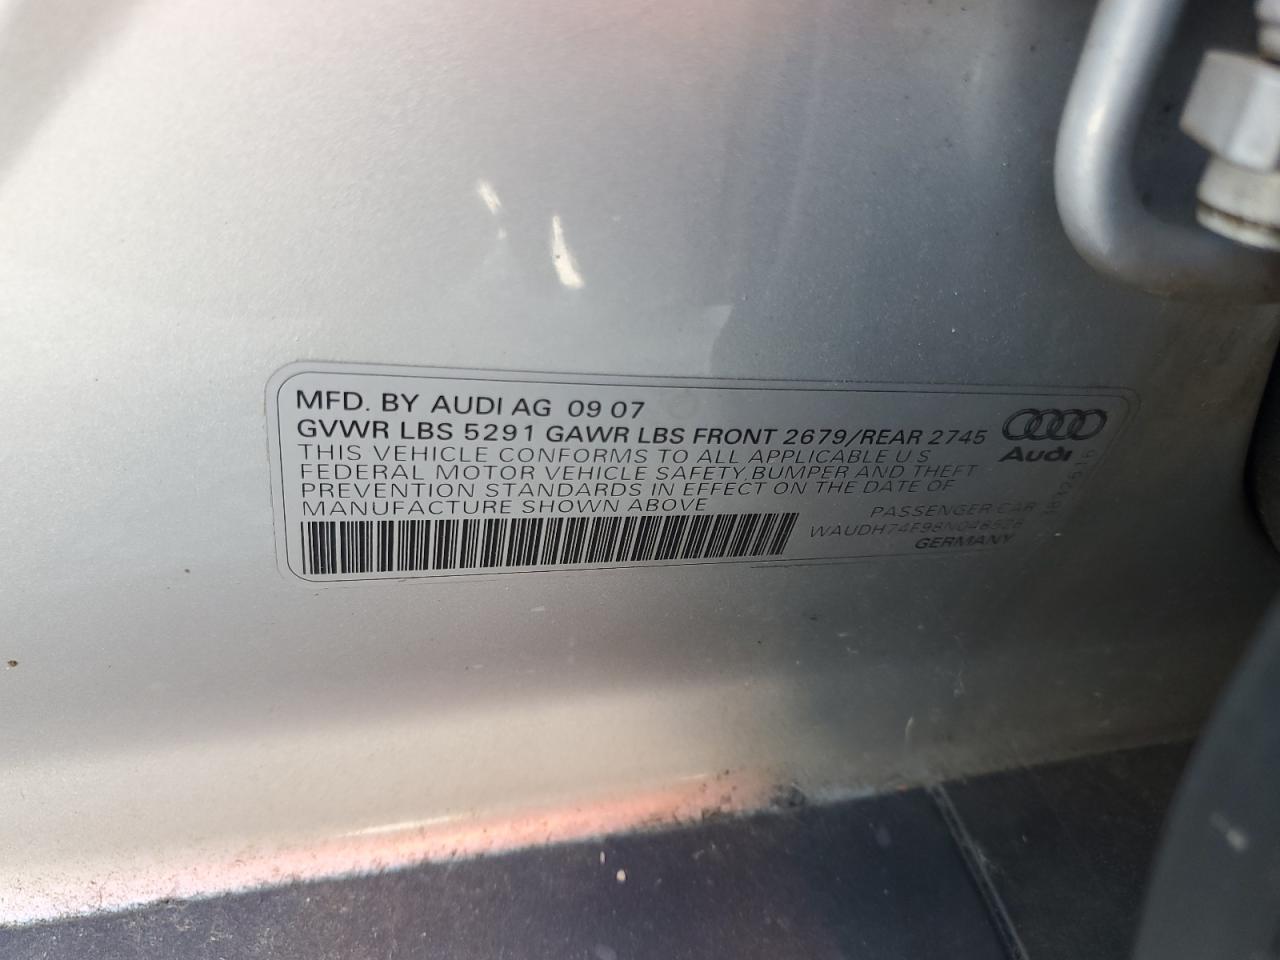 MFD. BY AUDI AG 09 07
GVWR LBS 5291 GAWR LBS FRONT 2679/REAR 2745
Audi
THIS VEHICLE CONFORMS TO ALL APPLICABLE U S
FEDERAL MOTOR VEHICLE SAFETY, BUMPER AND THEFT
PREVENTION STANDARDS IN EFFECT ON THE DATE OF
MANUFACTURE SHOWN ABOVE
PASSENGER CAR
GERMANY